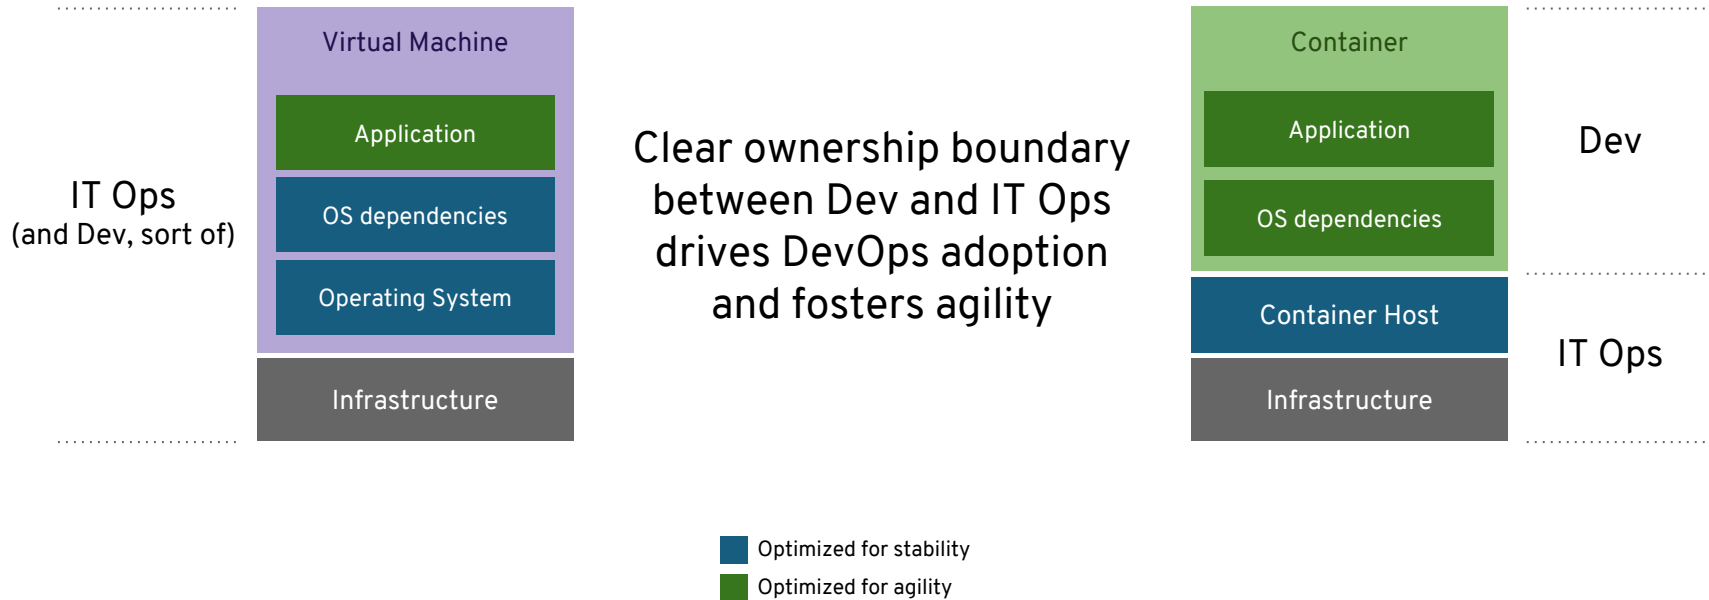 Virtual Machine
Application
OS dependencies
Operating System
Infrastructure
IT Ops
(and Dev, sort of)
Clear ownership boundary
between Dev and IT Ops
drives DevOps adoption
and fosters agility
Container
Application
OS dependencies
Container Host
Infrastructure
Dev
IT Ops
Optimized for stability
Optimized for agility